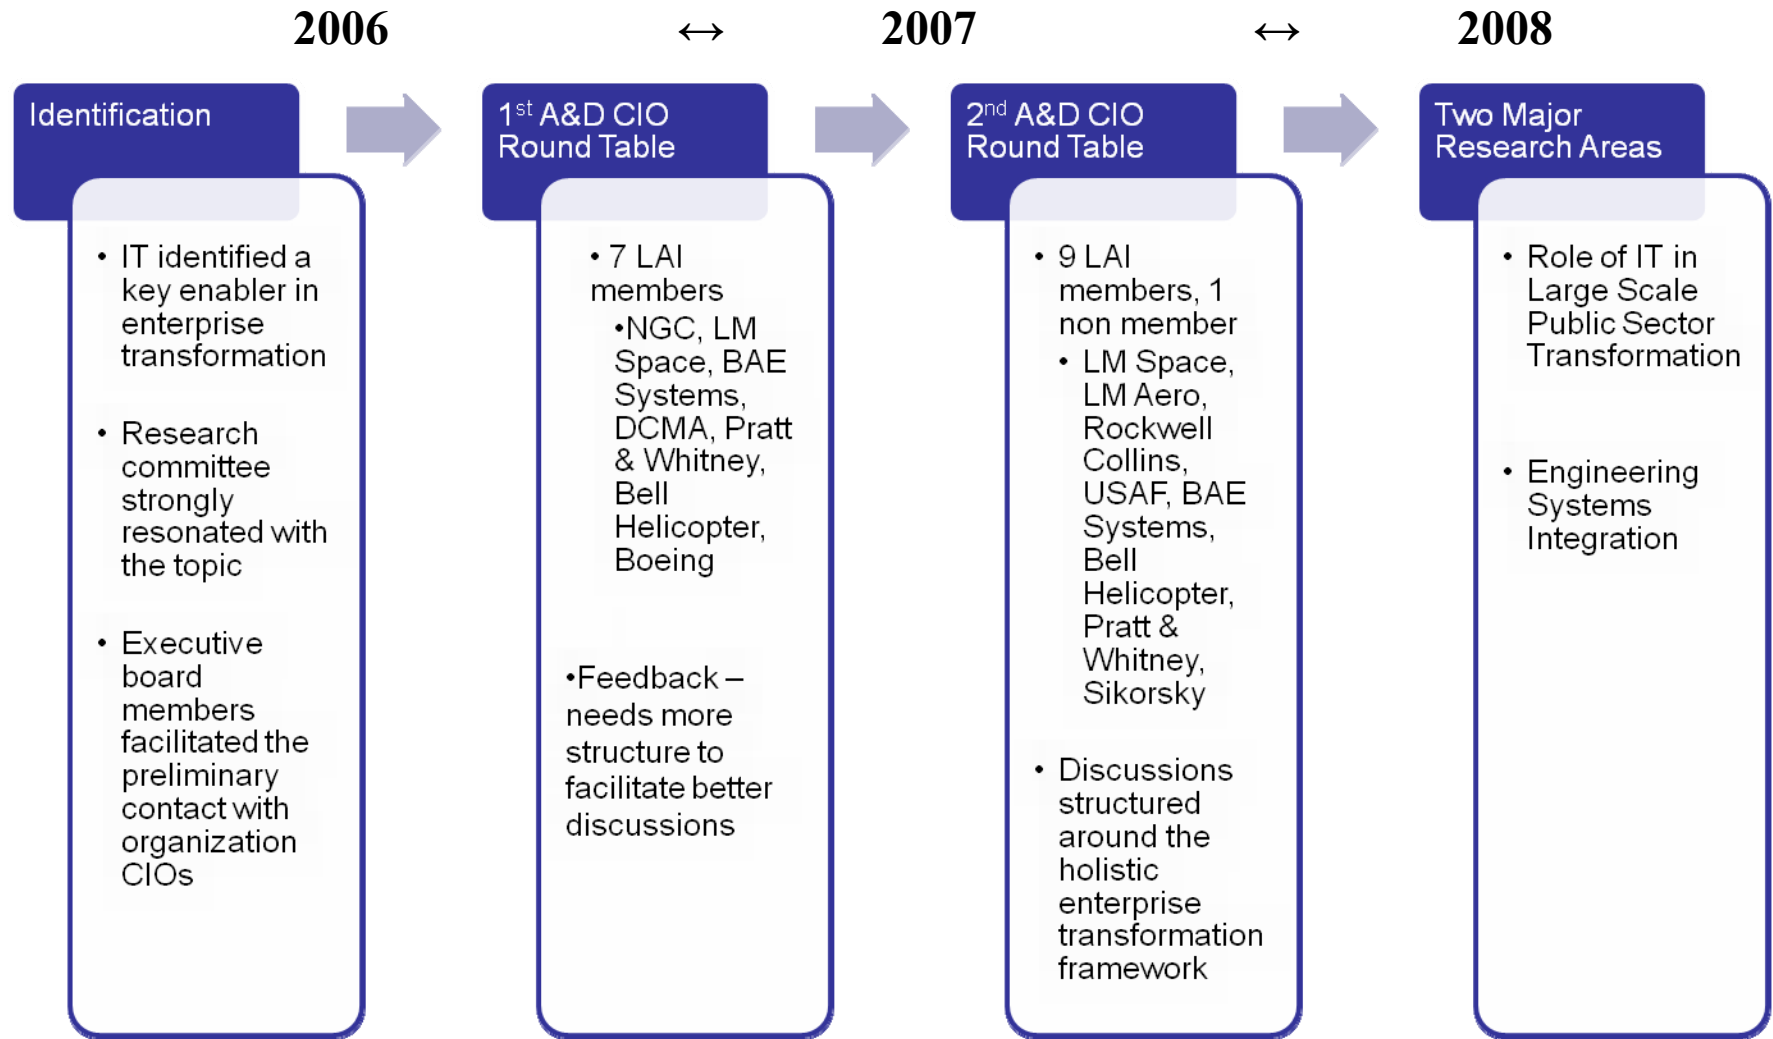 2006 ↔ 2007 ↔ 2008
Identification
• IT identified a
key enabler in
enterprise
transformation
• Research
committee
strongly
resonated with
the topic
• Executive
board
members
facilitated the
preliminary
contact with
organization
CIOs
1st A&D CIO
Round Table
• 7 LAI
members
•NGC, LM
Space, BAE
Systems,
DCMA, Pratt
& Whitney,
Bell
Helicopter,
Boeing
•Feedback –
needs more
structure to
facilitate better
discussions
2nd A&D CIO
Round Table
• 9 LAI
members, 1
non member
• LM Space,
LM Aero,
Rockwell
Collins,
USAF, BAE
Systems,
Bell
Helicopter,
Pratt &
Whitney,
Sikorsky
• Discussions
structured
around the
holistic
enterprise
transformation
framework
Two Major
Research Areas
• Role of IT in
Large Scale
Public Sector
Transformation
• Engineering
Systems
Integration